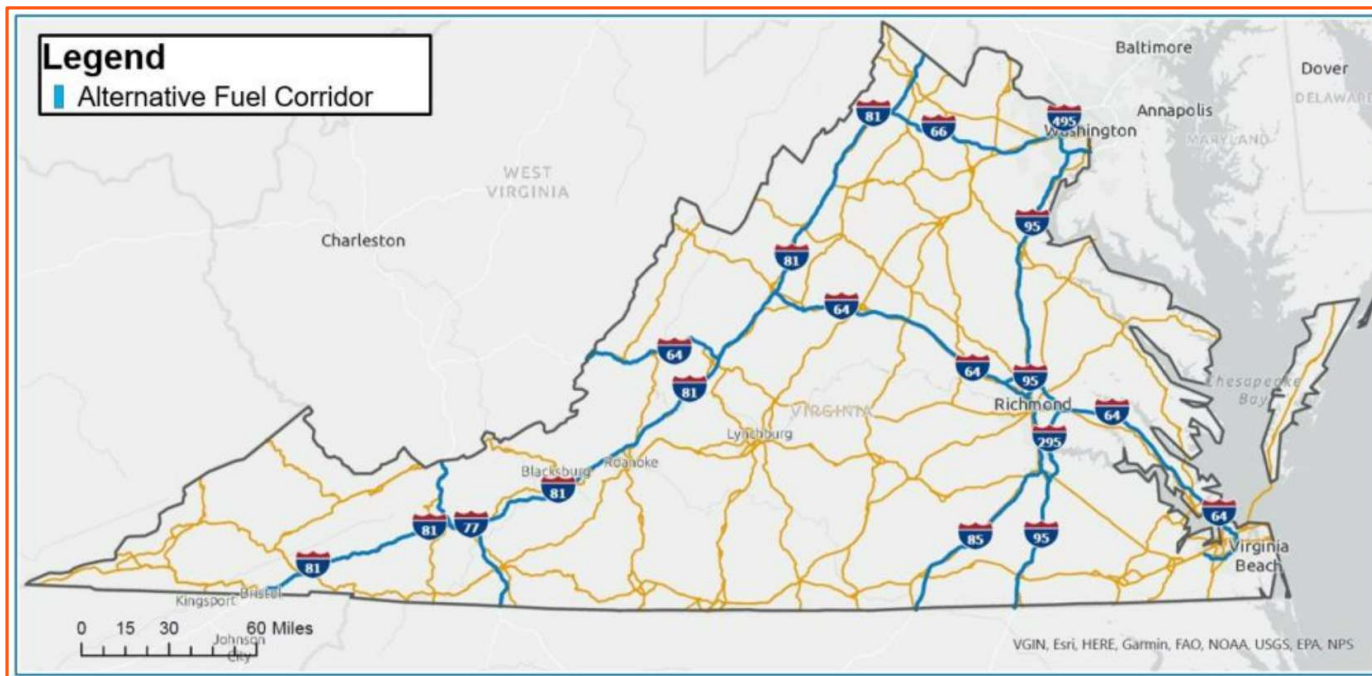 Legend
Alternative Fuel Corridor
Baltimore
Dover
DELAWARE
Annapolis
MARYLAND
Washington
495
81
66
WEST
VIRGINIA
Charleston
95
81
64
64
81
64
95
Richmond
64
Chesapeake
Bay
VIRGINIA
Lynchburg
295
Blacksburg
Roanoke
81
81
77
81
85
95
64
Virginia
Beach
Kingsport
Bristol
Johnson
City
0 15 30 60 Miles
VGIN, Esri, HERE, Garmin, FAO, NOAA, USGS, EPA, NPS